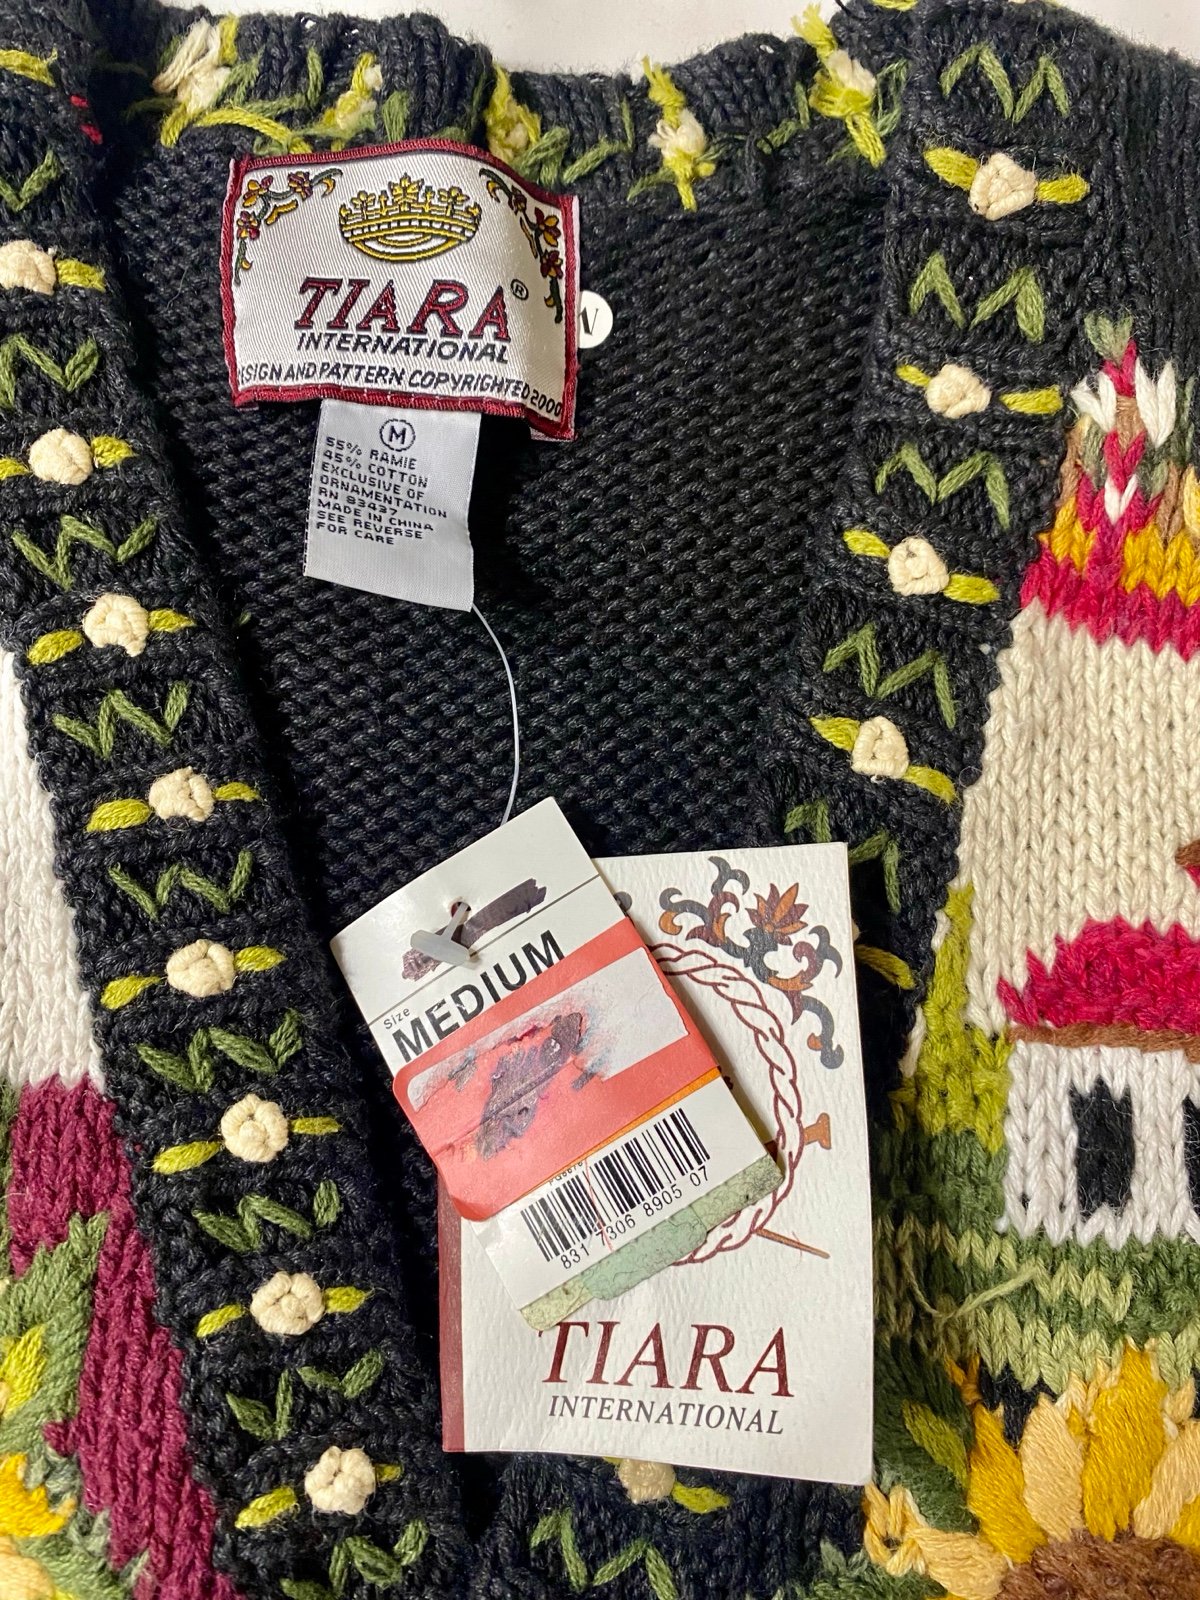 TIARA®
INTERNATIONAL
SIGN AND PATTERN COPYRIGHTED 2000
M
55% RAMIE
45% COTTON
EXCLUSIVE OF
ORNAMENTATION
RN 83437
MADE IN CHINA
SEE REVERSE
FOR CARE
Size
MEDIUM
831 7306 8905 07
TIARA
INTERNATIONAL